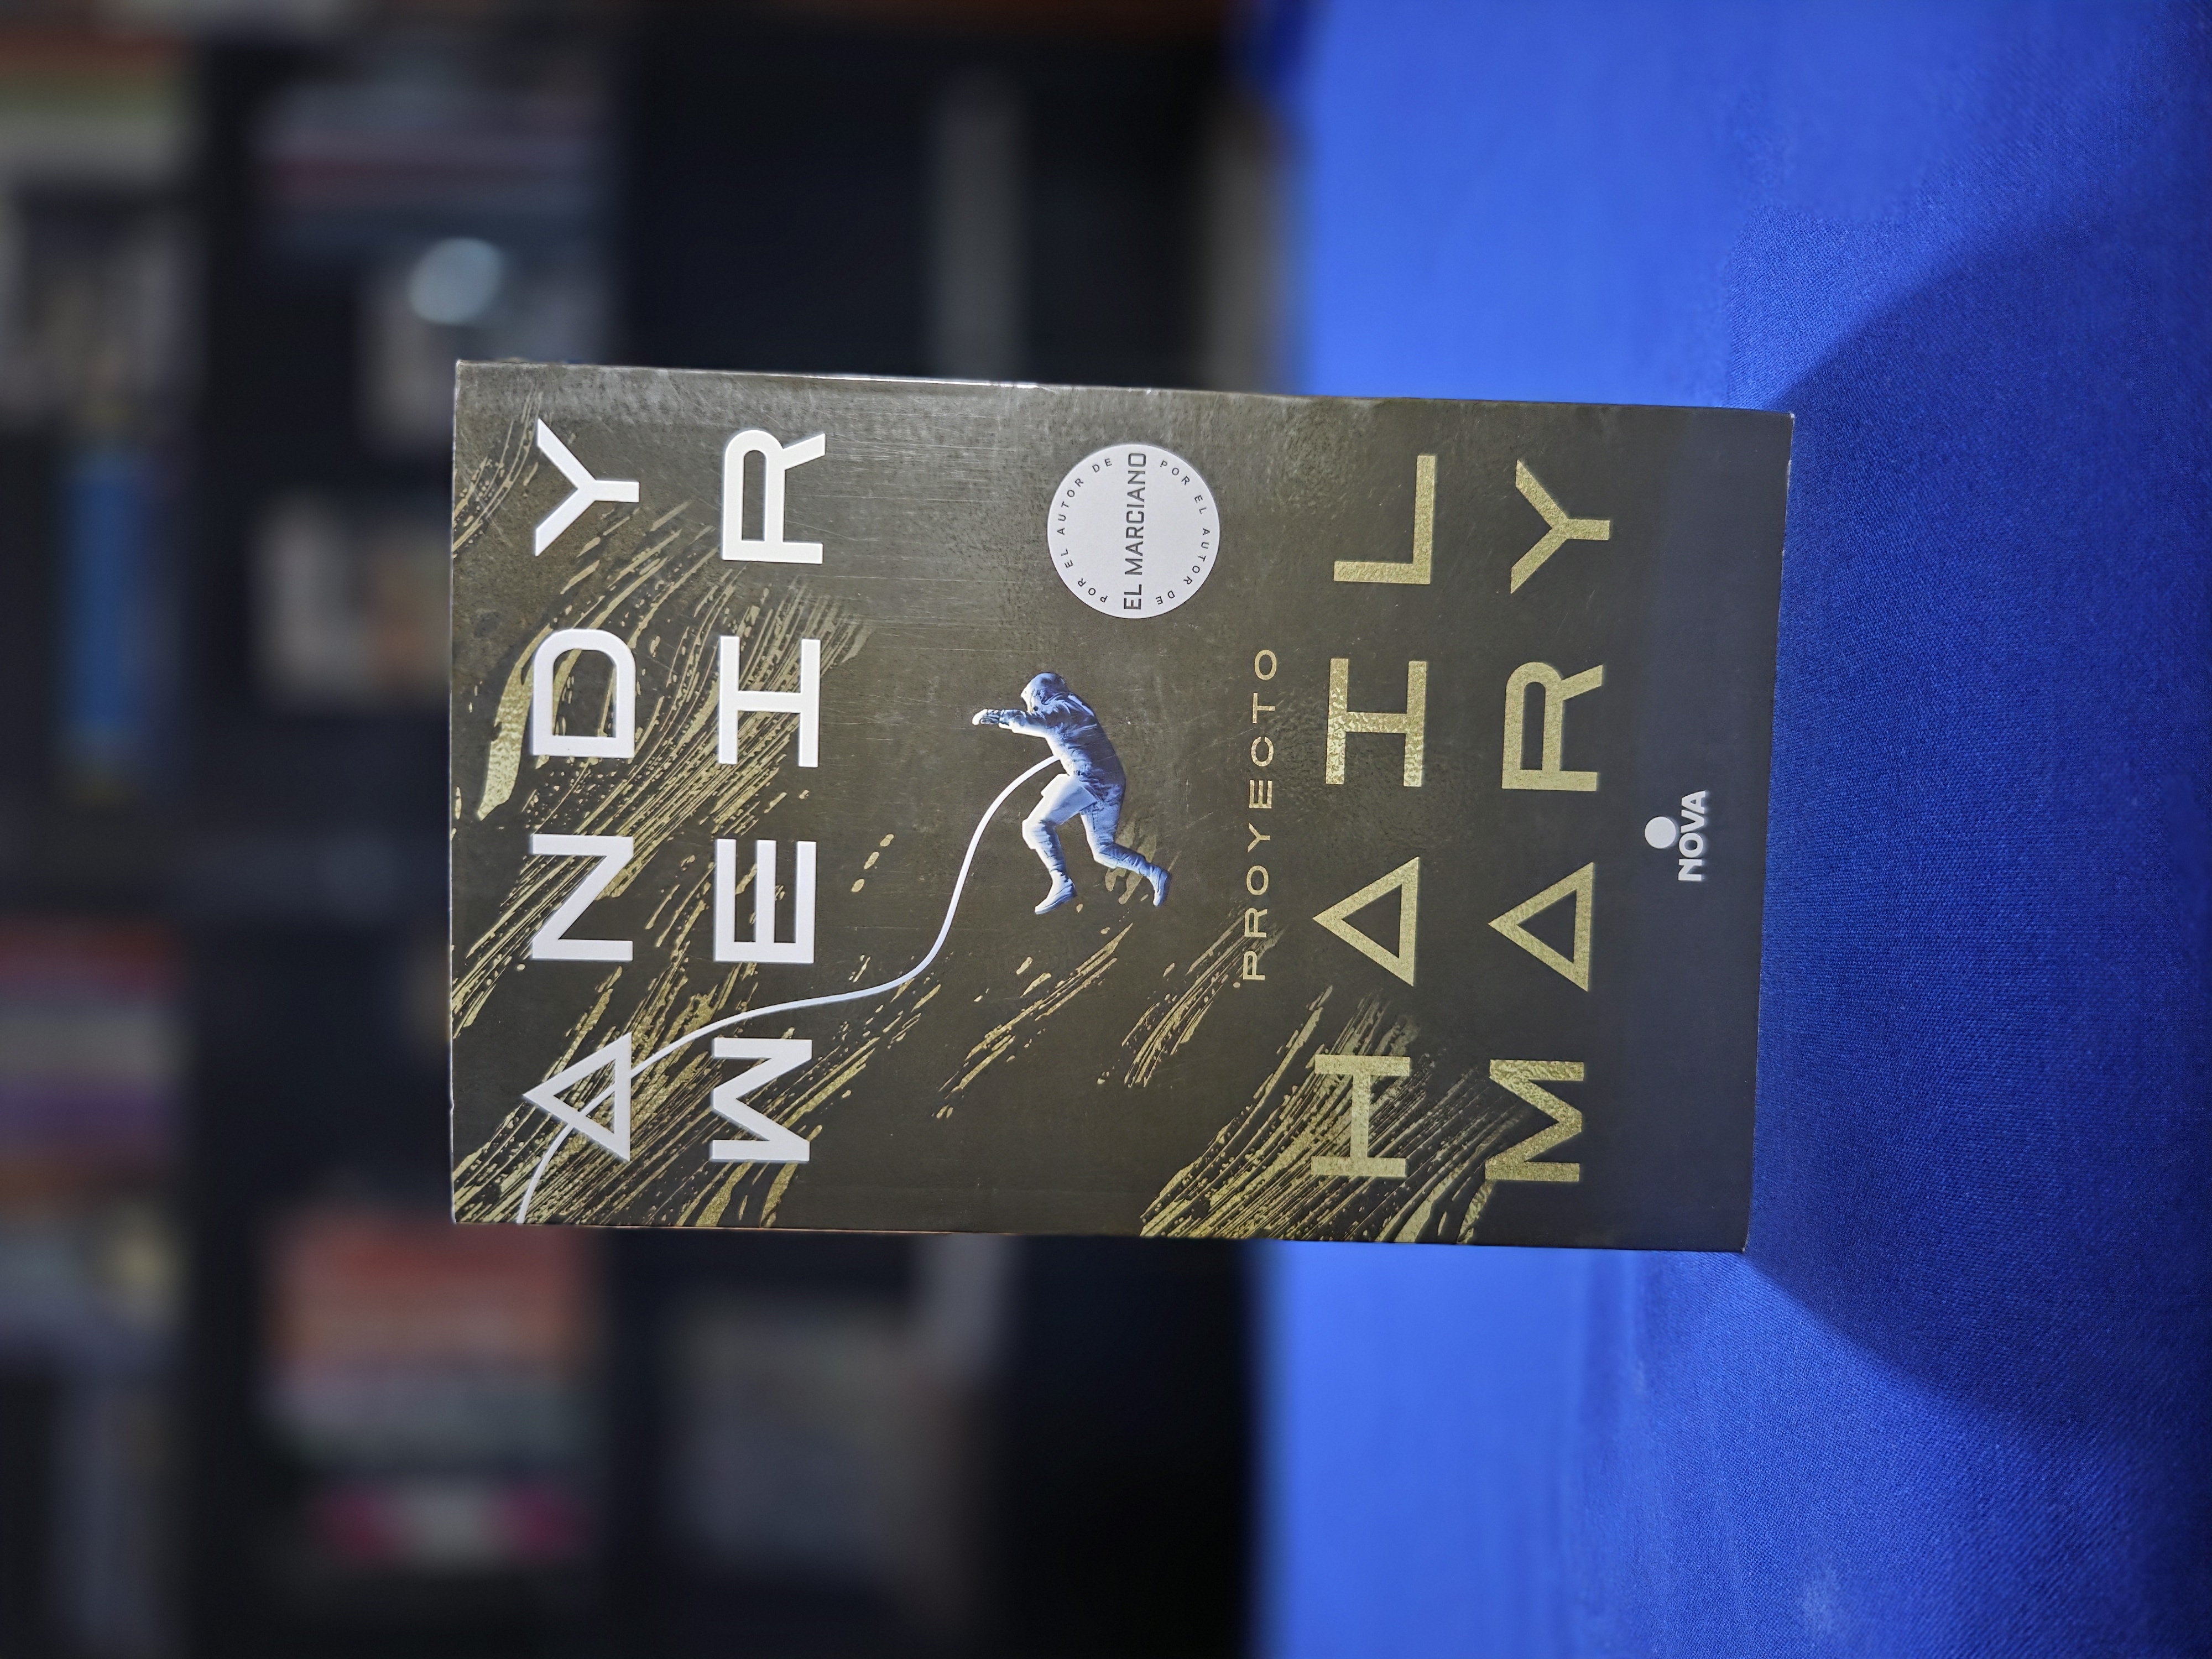 ANDY
WEIR
POR EL AUTOR DE
EL MARCIANO
POR EL AUTOR DE
PROYECTO
HAIL
MARY
NOVA